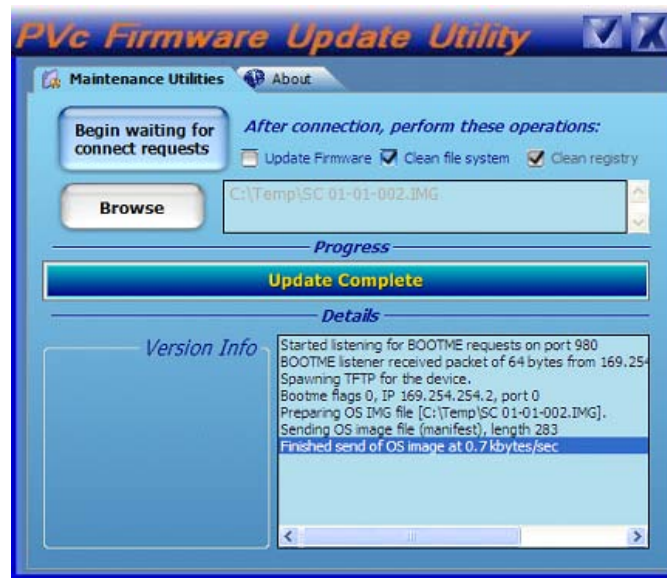 PVc Firmware Update Utility
Maintenance Utilities
About
Begin waiting for
connect requests
After connection, perform these operations:
Update Firmware
Clean file system
Clean registry
Browse
C:\Temp\SC 01-01-002.IMG
Progress
Update Complete
Details
Version Info
Started listening for BOOTME requests on port 980
BOOTME listener received packet of 64 bytes from 169.254
Spawning TFTP for the device.
Bootme flags 0, IP 169.254.254.2, port 0
Preparing OS IMG file [C:\Temp\SC 01-01-002.IMG].
Sending OS image file (manifest), length 283
Finished send of OS image at 0.7 kbytes/sec